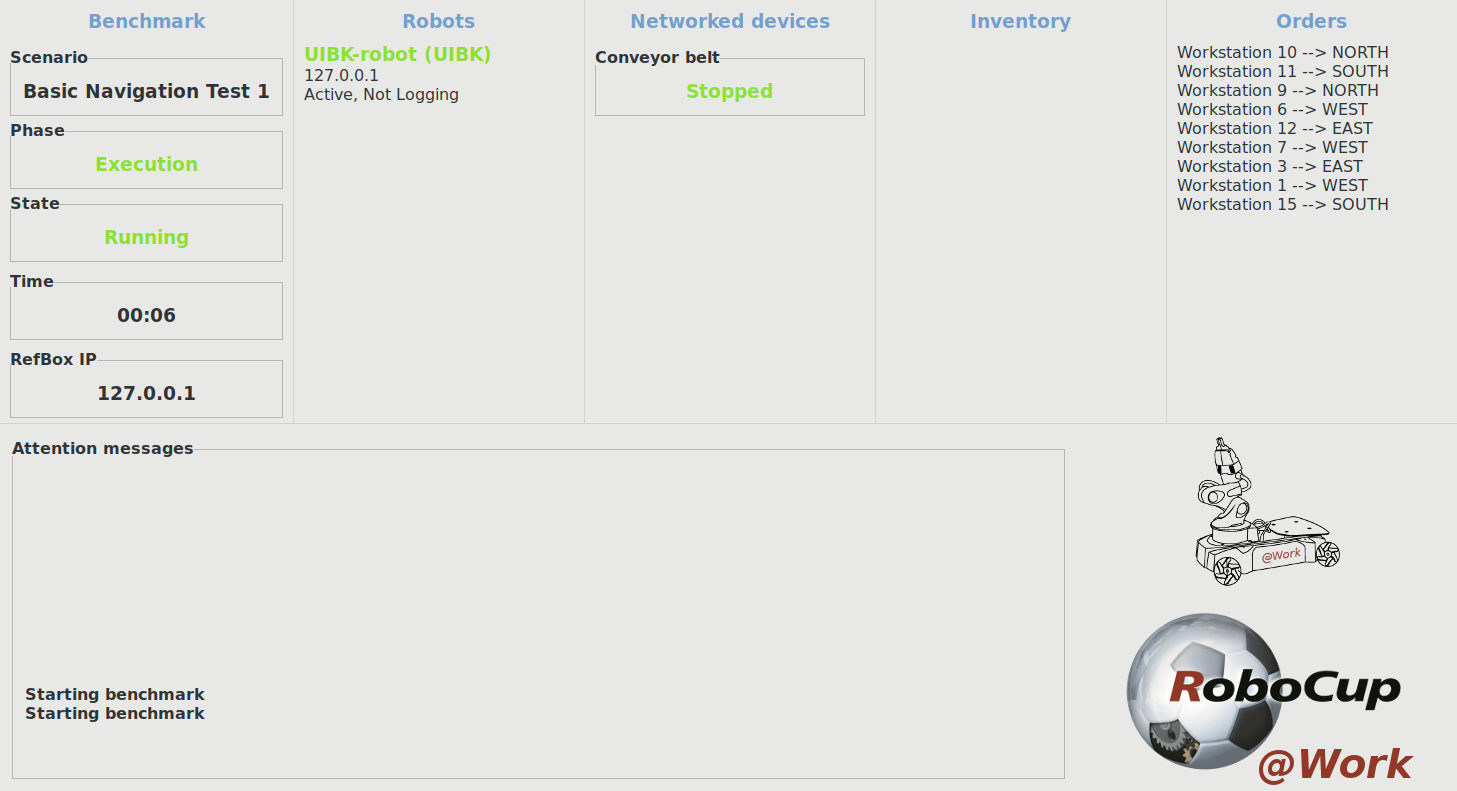 Benchmark
Scenario
Basic Navigation Test 1
Phase
Execution
State
Running
Time
00:06
RefBox IP
127.0.0.1
Robots
UIBK-robot (UIBK)
127.0.0.1
Active, Not Logging
Networked devices
Conveyor belt
Stopped
Inventory
Orders
Workstation 10 --> NORTH
Workstation 11 --> SOUTH
Workstation 9 --> NORTH
Workstation 6 --> WEST
Workstation 12 --> EAST
Workstation 7 --> WEST
Workstation 3 --> EAST
Workstation 1 --> WEST
Workstation 15 --> SOUTH
Attention messages
Starting benchmark
Starting benchmark
@Work
RoboCup
@Work